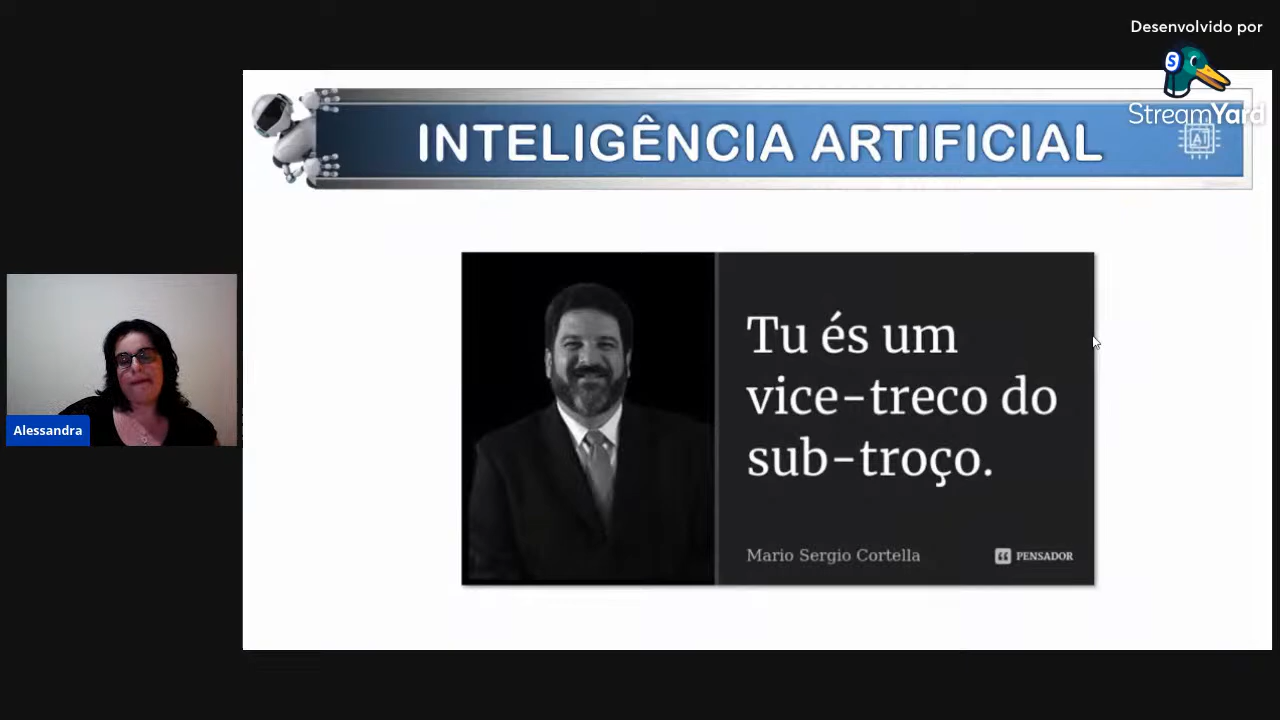 Desenvolvido por
StreamYard
INTELIGÊNCIA ARTIFICIAL
AI
Tu és um
vice-treco do
sub-troço.
Mario Sergio Cortella
PENSADOR
Alessandra